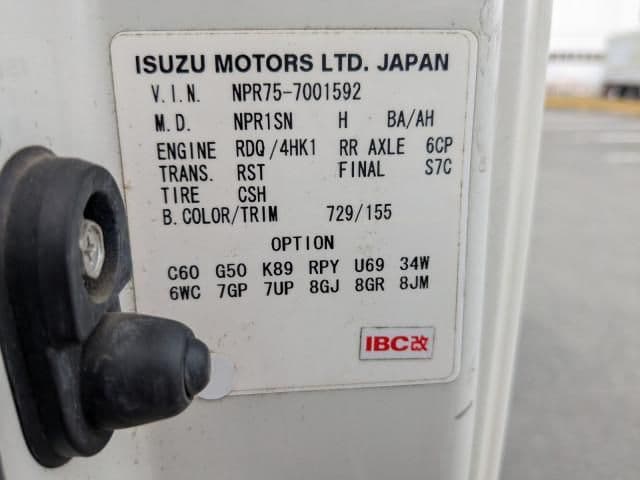 ISUZU MOTORS LTD. JAPAN
V.I.N. NPR75-7001592
M.D. NPR1SN H BA/AH
ENGINE RDQ/4HK1 RR AXLE 6CP
TRANS. RST FINAL S7C
TIRE CSH
B.COLOR/TRIM 729/155
OPTION
C60 G50 K89 RPY U69 34W
6WC 7GP 7UP 8GJ 8GR 8JM
IBC改